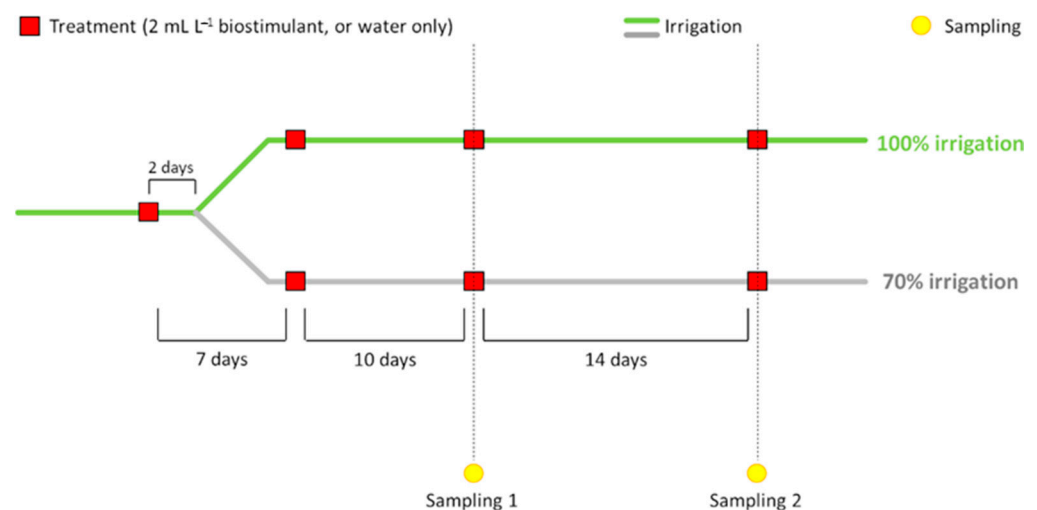 Treatment (2 mL L⁻¹ biostimulant, or water only)
Irrigation
Sampling
100% irrigation
2 days
70% irrigation
7 days
10 days
14 days
Sampling 1
Sampling 2